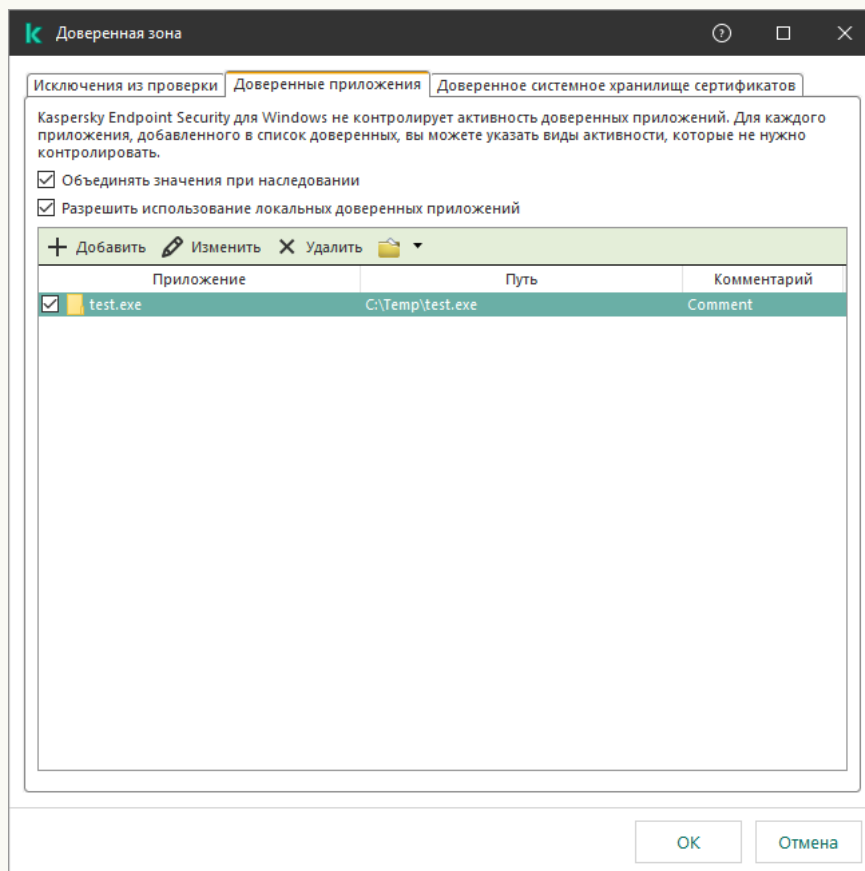 Доверенная зона
Исключения из проверки Доверенные приложения Доверенное системное хранилище сертификатов
Kaspersky Endpoint Security для Windows не контролирует активность доверенных приложений. Для каждого
приложения, добавленного в список доверенных, вы можете указать виды активности, которые не нужно
контролировать.
Объединять значения при наследовании
Разрешить использование локальных доверенных приложений
Добавить Изменить Удалить
Приложение Путь Комментарий
test.exe C:\Temp\test.exe Comment
OK Отмена